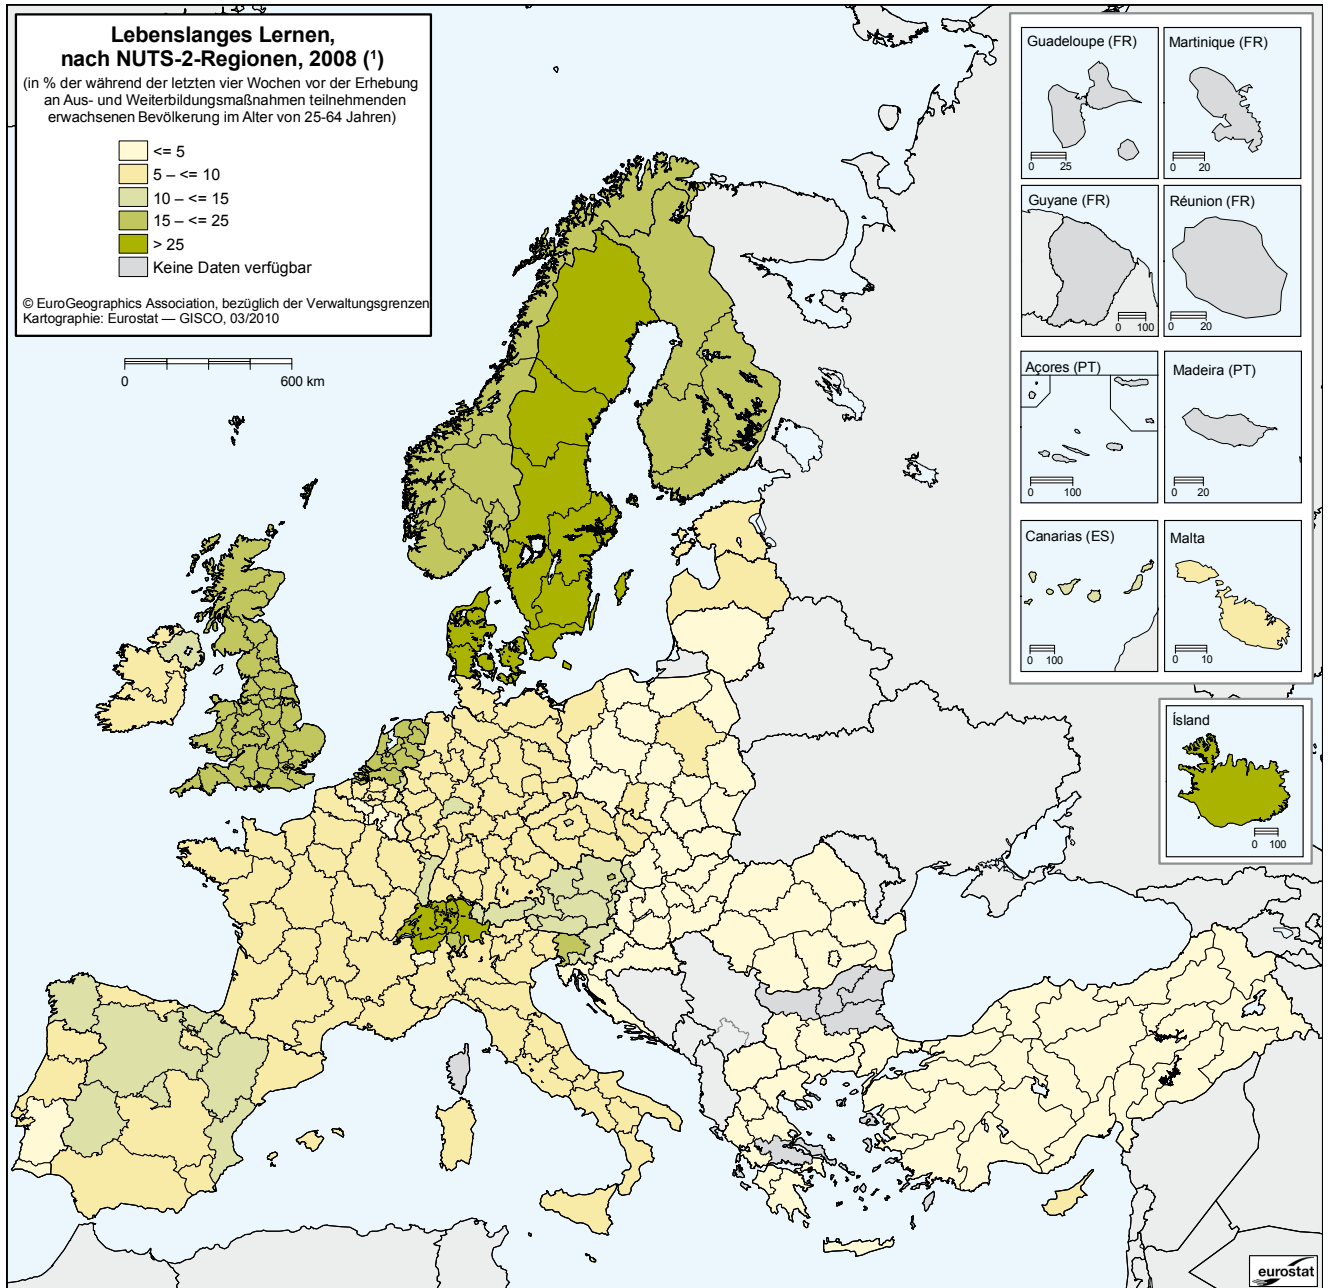 Lebenslanges Lernen,
nach NUTS-2-Regionen, 2008 (¹)
(in % der während der letzten vier Wochen vor der Erhebung
an Aus- und Weiterbildungsmaßnahmen teilnehmenden
erwachsenen Bevölkerung im Alter von 25-64 Jahren)
<= 5
5 – <= 10
10 – <= 15
15 – <= 25
> 25
Keine Daten verfügbar
© EuroGeographics Association, bezüglich der Verwaltungsgrenzen
Kartographie: Eurostat — GISCO, 03/2010
0 600 km
Guadeloupe (FR)
0 25
Martinique (FR)
0 20
Guyane (FR)
0 100
Réunion (FR)
0 20
Açores (PT)
0 100
Madeira (PT)
0 20
Canarias (ES)
0 100
Malta
0 10
Ísland
0 100
eurostat